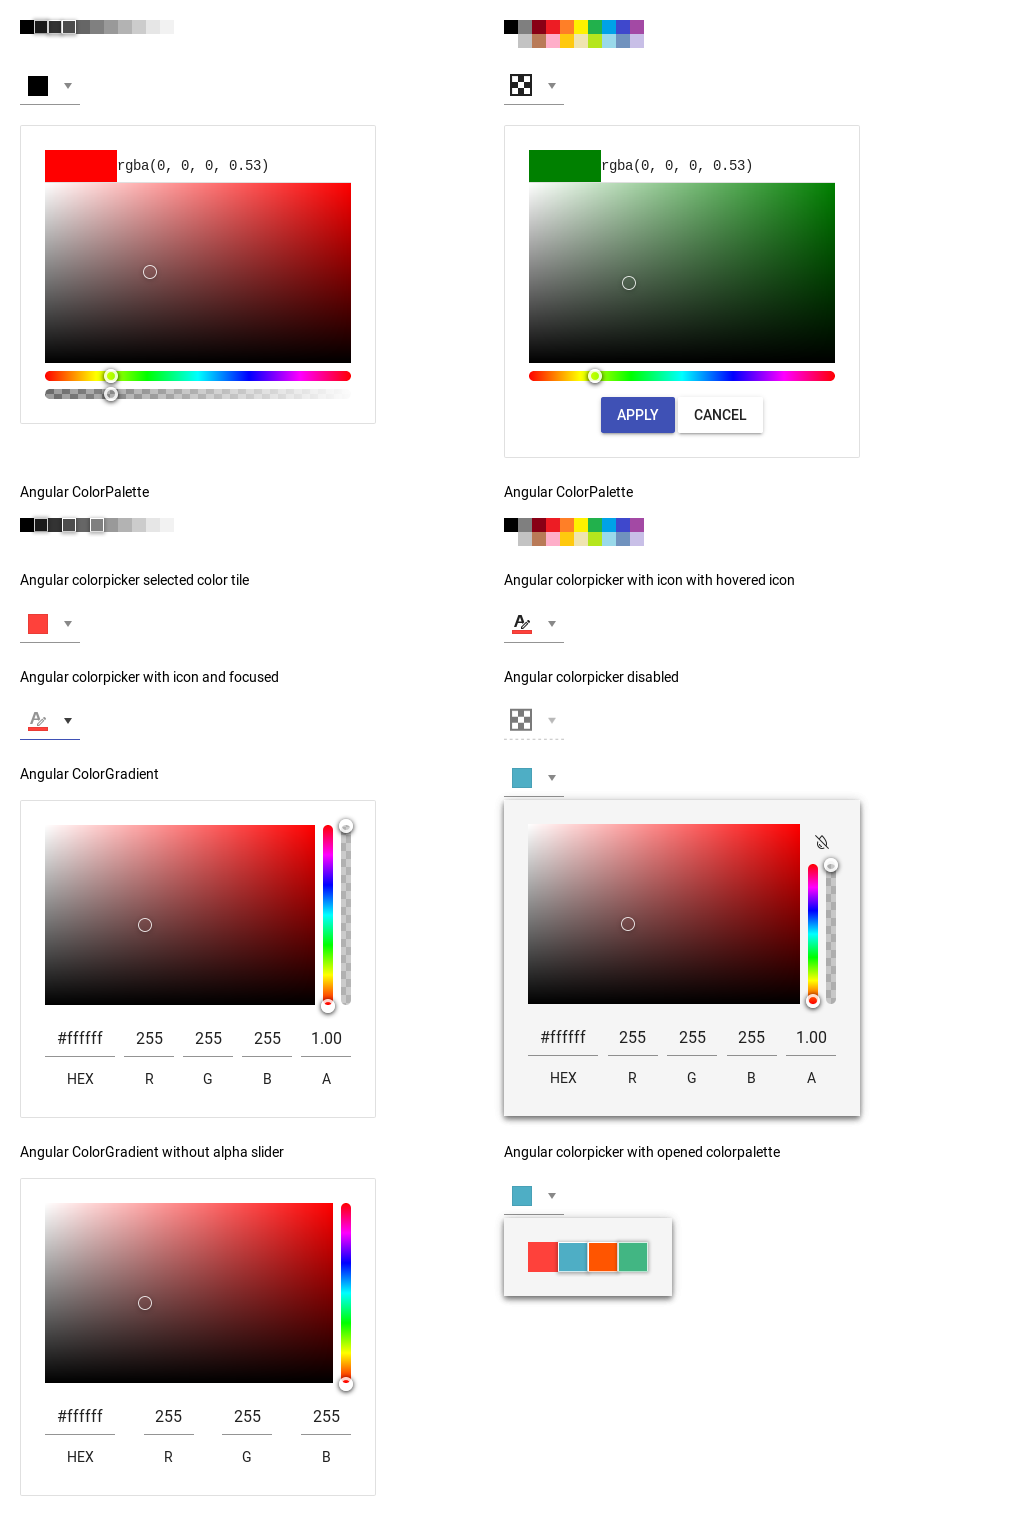 rgba(0, 0, 0, 0.53)
rgba(0, 0, 0, 0.53)
APPLY CANCEL
Angular ColorPalette
Angular ColorPalette
Angular colorpicker selected color tile
Angular colorpicker with icon with hovered icon
Angular colorpicker with icon and focused
Angular colorpicker disabled
Angular ColorGradient
#ffffff 255 255 255 1.00
HEX R G B A
#ffffff 255 255 255 1.00
HEX R G B A
Angular ColorGradient without alpha slider
Angular colorpicker with opened colorpalette
#ffffff 255 255 255
HEX R G B